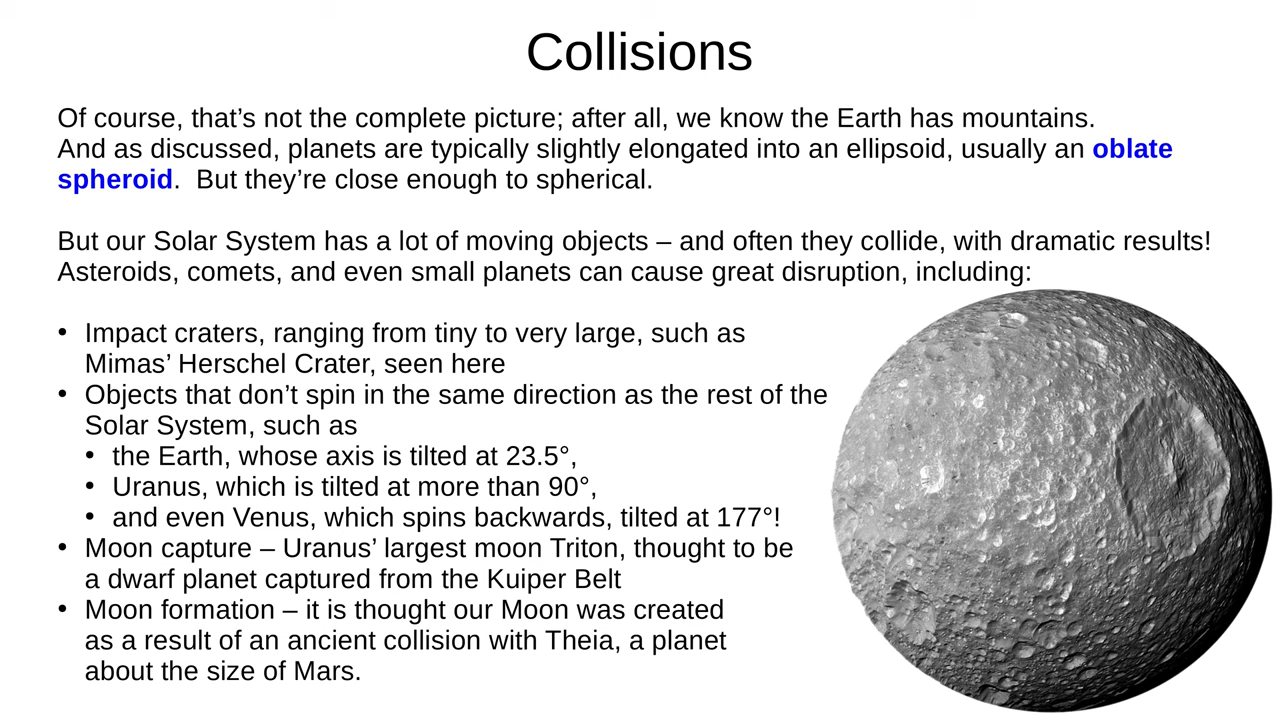 Collisions
Of course, that’s not the complete picture; after all, we know the Earth has mountains.
And as discussed, planets are typically slightly elongated into an ellipsoid, usually an oblate
spheroid.  But they’re close enough to spherical.
But our Solar System has a lot of moving objects – and often they collide, with dramatic results!
Asteroids, comets, and even small planets can cause great disruption, including:
• Impact craters, ranging from tiny to very large, such as
Mimas’ Herschel Crater, seen here
• Objects that don’t spin in the same direction as the rest of the
Solar System, such as
• the Earth, whose axis is tilted at 23.5°,
• Uranus, which is tilted at more than 90°,
• and even Venus, which spins backwards, tilted at 177°!
• Moon capture – Uranus’ largest moon Triton, thought to be
a dwarf planet captured from the Kuiper Belt
• Moon formation – it is thought our Moon was created
as a result of an ancient collision with Theia, a planet
about the size of Mars.